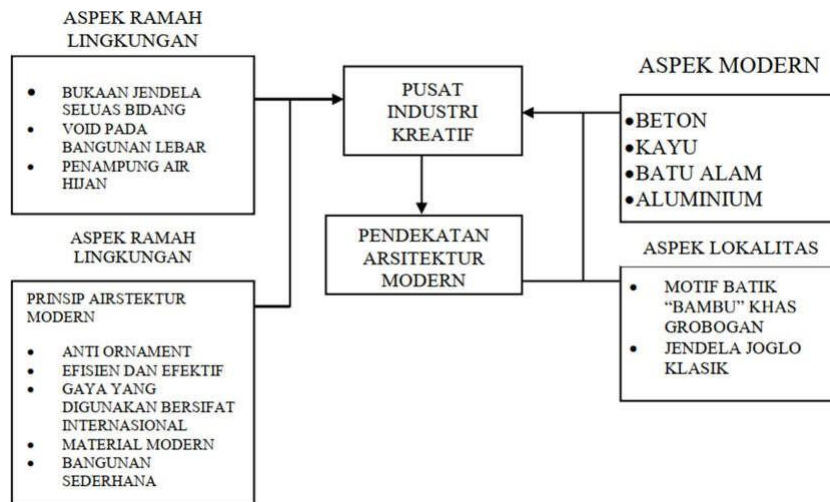 ASPEK RAMAH
LINGKUNGAN
• BUKAAN JENDELA
SELUAS BIDANG
• VOID PADA
BANGUNAN LEBAR
• PENAMPUNG AIR
HIJAN
ASPEK RAMAH
LINGKUNGAN
PRINSIP AIRSTEKTUR
MODERN
• ANTI ORNAMENT
• EFISIEN DAN EFEKTIF
• GAYA YANG
DIGUNAKAN BERSIFAT
INTERNASIONAL
• MATERIAL MODERN
• BANGUNAN
SEDERHANA
PUSAT
INDUSTRI
KREATIF
PENDEKATAN
ARSITEKTUR
MODERN
ASPEK MODERN
•BETON
•KAYU
•BATU ALAM
•ALUMINIUM
ASPEK LOKALITAS
• MOTIF BATIK
“BAMBU” KHAS
GROBOGAN
• JENDELA JOGLO
KLASIK